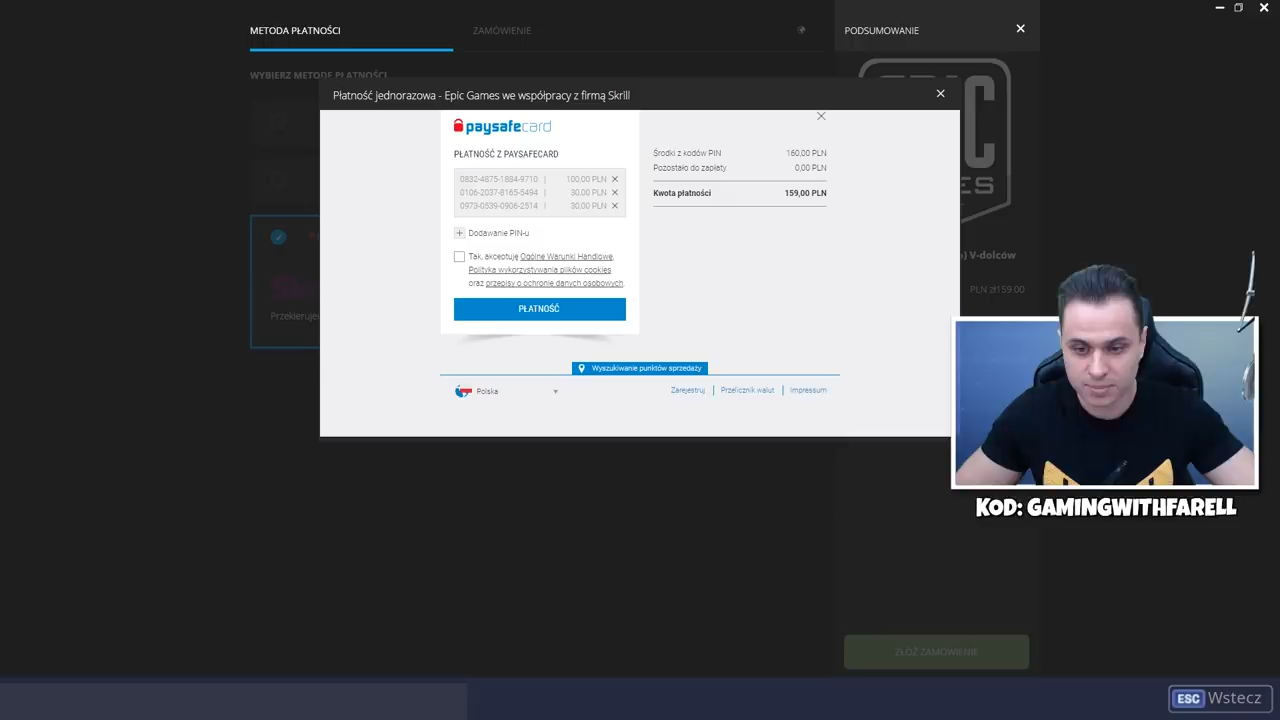 METODA PŁATNOŚCI
ZAMÓWIENIE
PODSUMOWANIE
WYBIERZ METODĘ PŁATNOŚCI
Płatność jednorazowa - Epic Games we współpracy z firmą Skrill
paysafecard
PŁATNOŚĆ Z PAYSAFECARD
0832-4875-1884-9710 | 100,00 PLN
0106-2037-8165-5494 | 30,00 PLN
0973-0539-0906-2514 | 30,00 PLN
Dodawanie PIN-u
Tak, akceptuję Ogólne Warunki Handlowe,
Polityka wykorzystywania plików cookies
oraz przepisy o ochronie danych osobowych.
PŁATNOŚĆ
Środki z kodów PIN 160,00 PLN
Pozostało do zapłaty 0,00 PLN
Kwota płatności 159,00 PLN
Wyszukiwanie punktów sprzedaży
Polska
Zarejestruj | Przelicznik walut | Impressum
Przekierujem
V-dolców
PLN zł159.00
KOD: GAMINGWITHFARELL
ZŁÓŻ ZAMÓWIENIE
ESC Wstecz